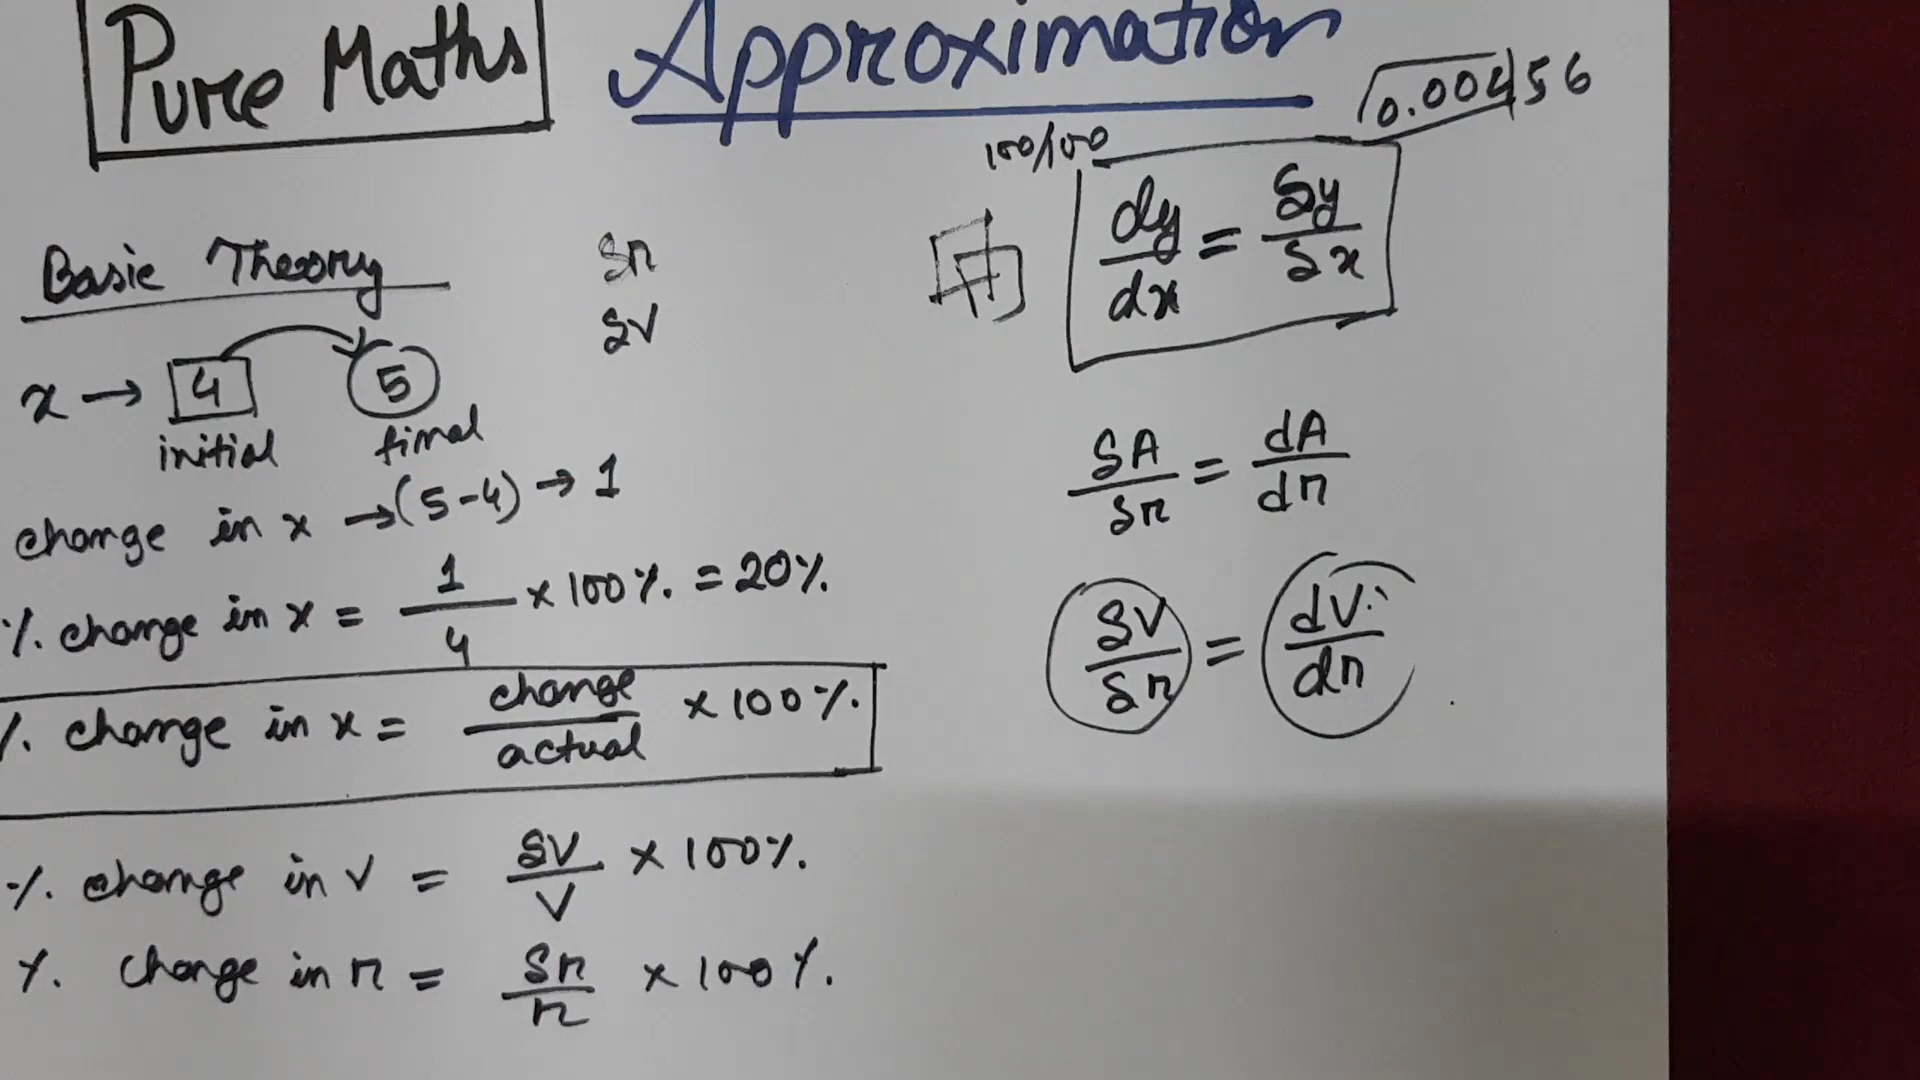 Pure Maths
Approximation
0.00456
100/100
dy/dx = δy/δx
Basic Theory
δr
δV
x → 4 5
initial final
change in x → (5-4) → 1
% change in x = 1/4 × 100% = 20%
% change in x = change/actual × 100%
% change in V = δV/V × 100%
% change in r = δr/r × 100%
δA/δr = dA/dr
δV/δr = dV/dr